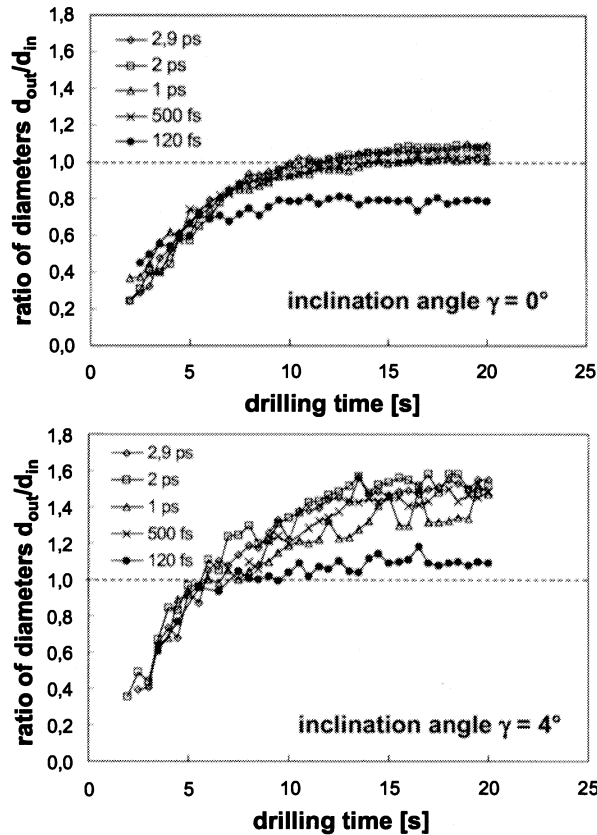 1,8
1,6
1,4
1,2
1,0
0,8
0,6
0,4
0,2
0,0
ratio of diameters dout/din
2,9 ps
2 ps
1 ps
500 fs
120 fs
inclination angle γ = 0°
0 5 10 15 20 25
drilling time [s]
1,8
1,6
1,4
1,2
1,0
0,8
0,6
0,4
0,2
0,0
ratio of diameters dout/din
2,9 ps
2 ps
1 ps
500 fs
120 fs
inclination angle γ = 4°
0 5 10 15 20 25
drilling time [s]